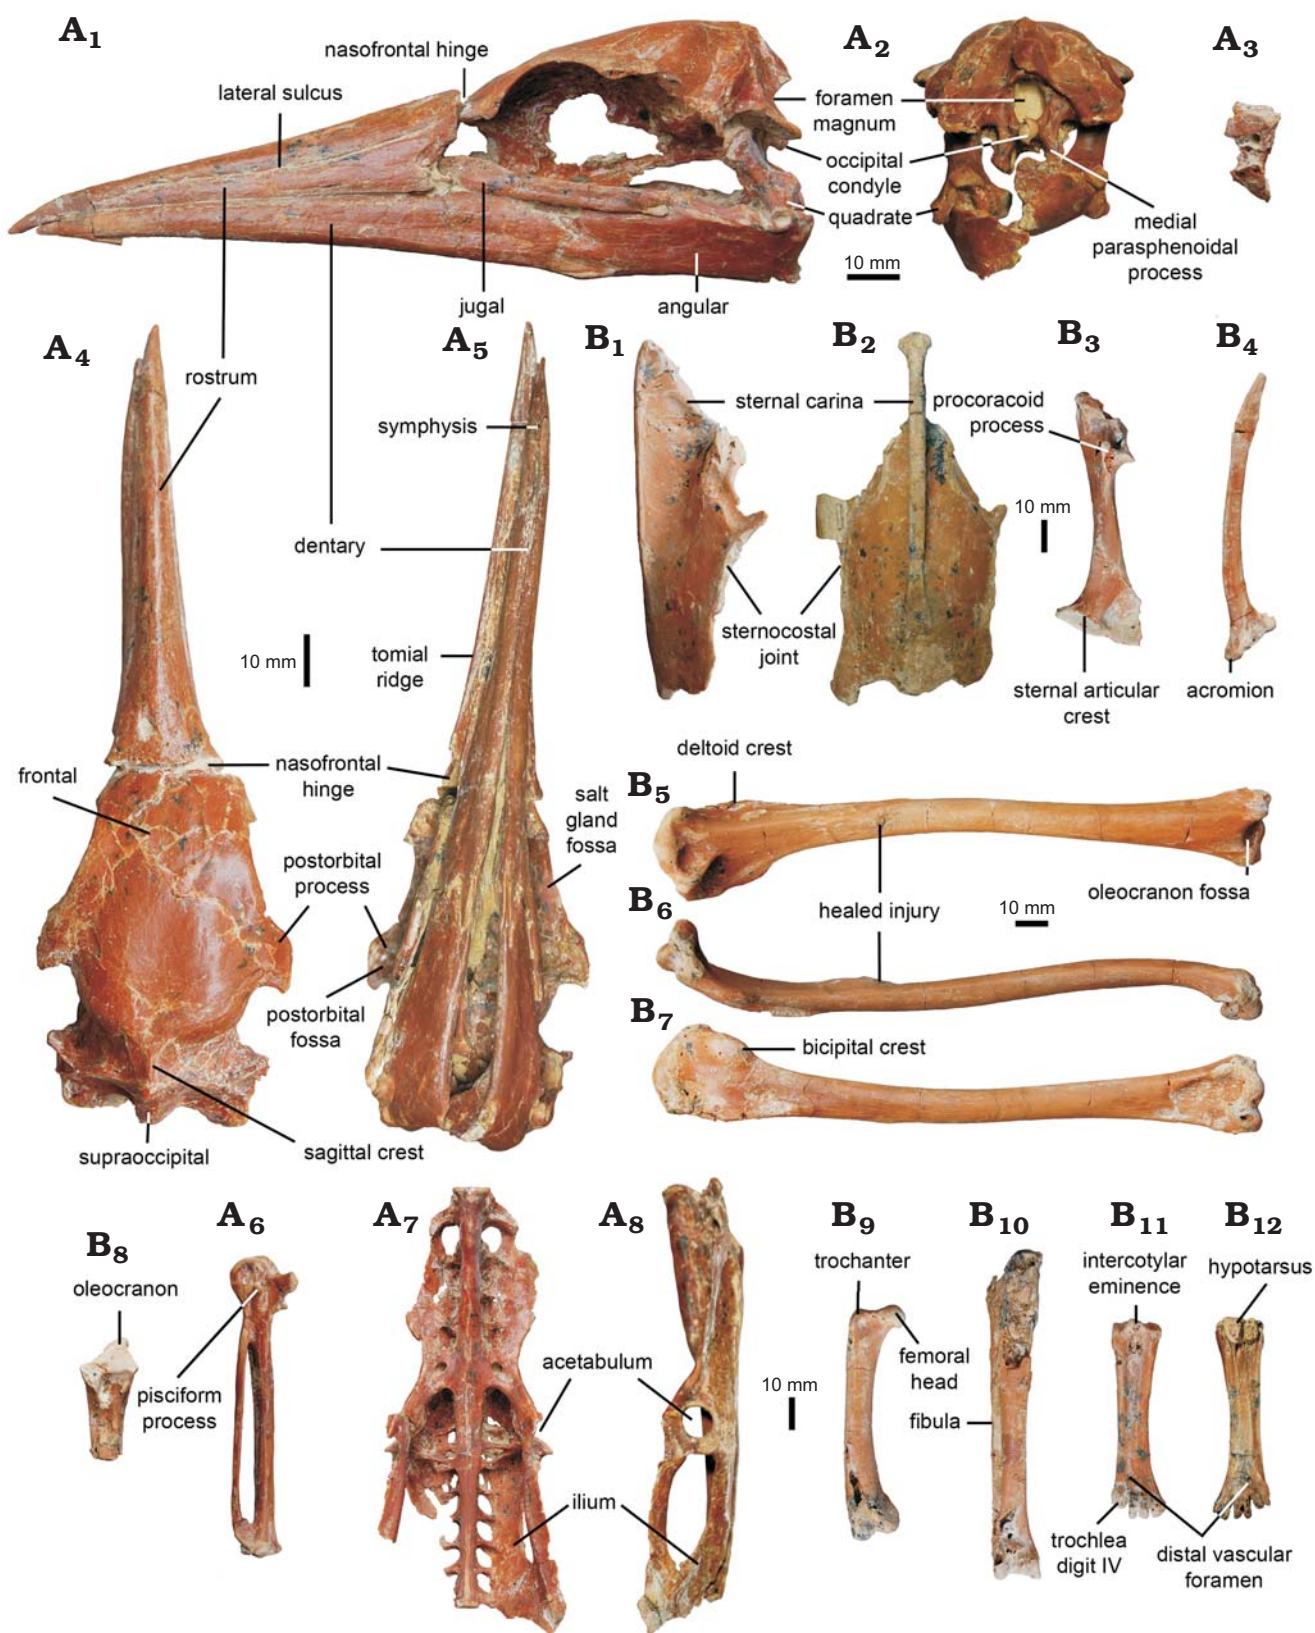 A1
nasofrontal hinge
lateral sulcus
A2
A3
foramen
magnum
occipital
condyle
quadrate
medial
parasphenoidal
process
10 mm
jugal
angular
A4
rostrum
A5
symphysis
dentary
B1
B2
sternal carina
B3
procoracoid
process
B4
10 mm
sternocostal
joint
sternal articular
crest
acromion
10 mm
tomial
ridge
frontal
nasofrontal
hinge
salt
gland
fossa
postorbital
process
postorbital
fossa
supraoccipital
sagittal crest
deltoid crest
B5
oleocranon fossa
B6
healed injury
10 mm
B7
bicipital crest
B8
oleocranon
A6
pisciform
process
A7
A8
acetabulum
ilium
10 mm
B9
trochanter
femoral
head
B10
fibula
B11
intercotylar
eminence
B12
hypotarsus
trochlea
digit IV
distal vascular
foramen